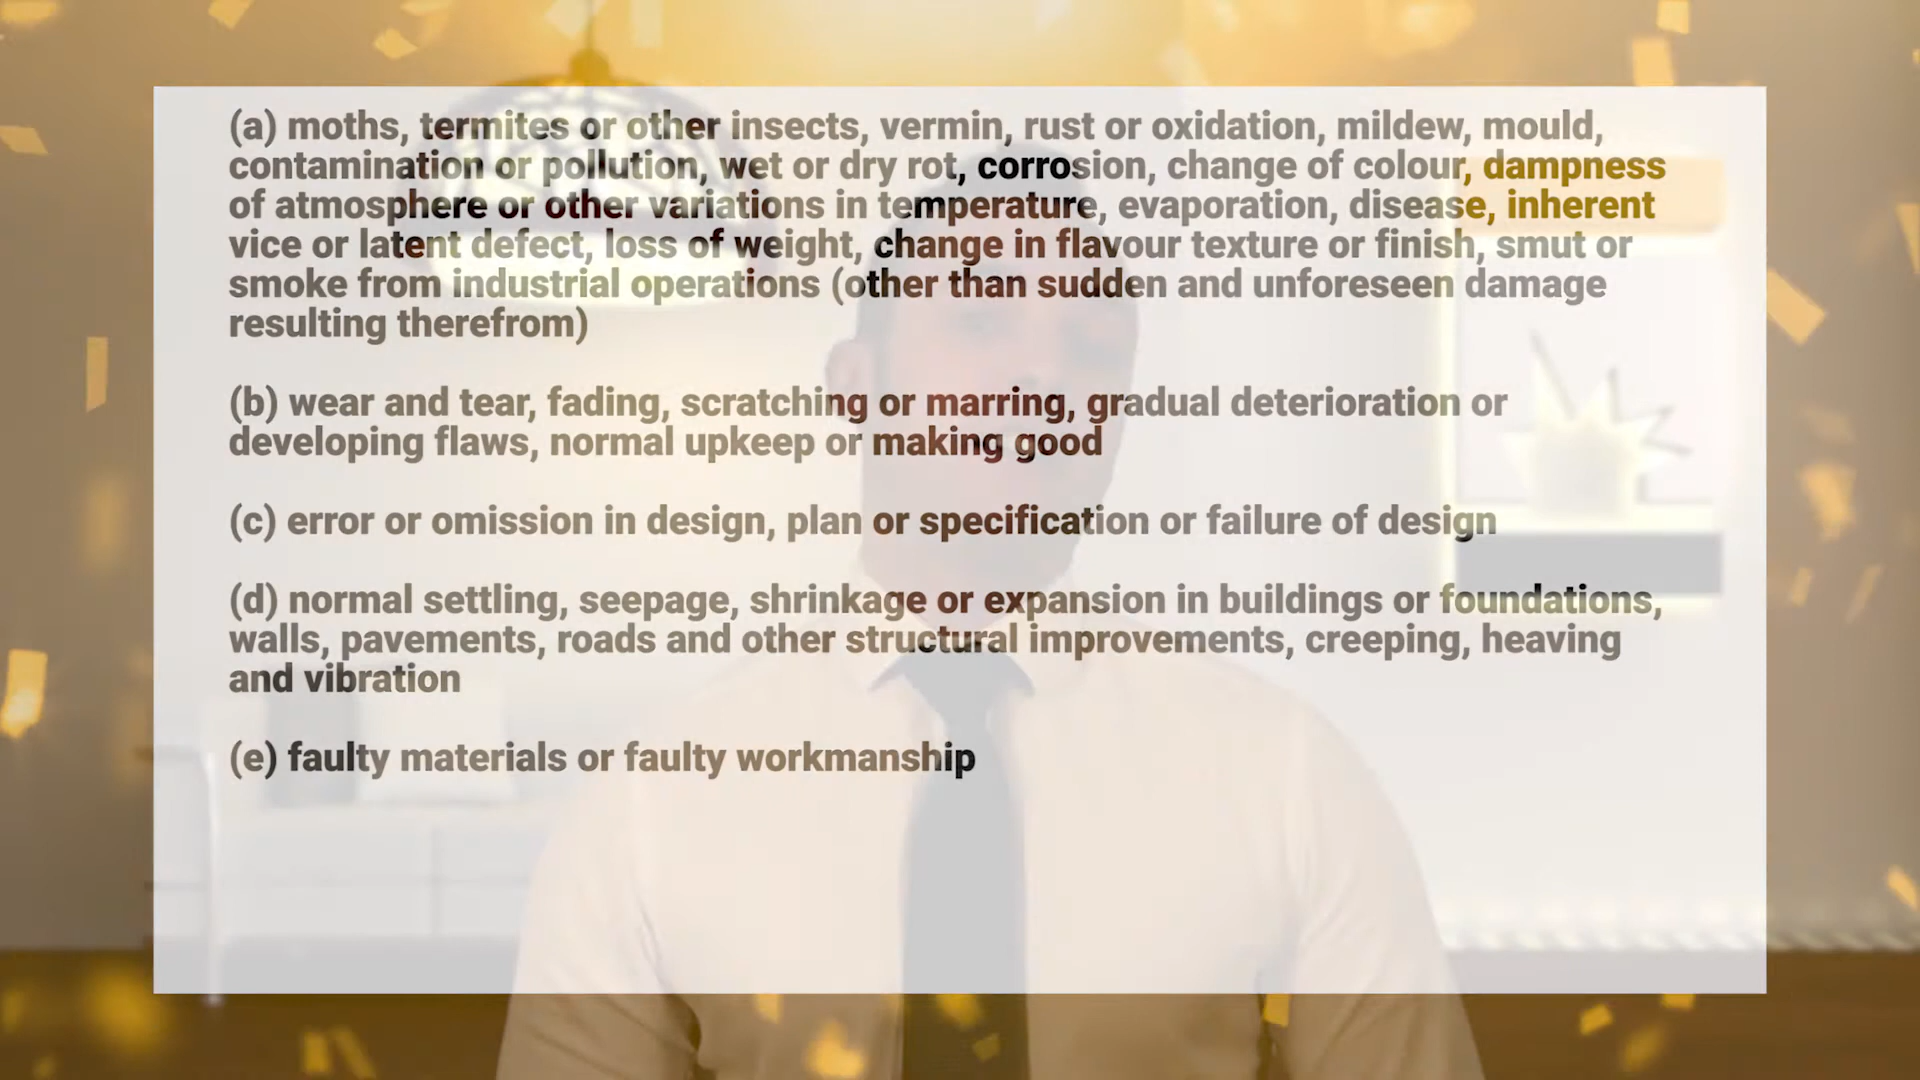 (a) moths, termites or other insects, vermin, rust or oxidation, mildew, mould,
contamination or pollution, wet or dry rot, corrosion, change of colour, dampness
of atmosphere or other variations in temperature, evaporation, disease, inherent
vice or latent defect, loss of weight, change in flavour texture or finish, smut or
smoke from industrial operations (other than sudden and unforeseen damage
resulting therefrom)
(b) wear and tear, fading, scratching or marring, gradual deterioration or
developing flaws, normal upkeep or making good
(c) error or omission in design, plan or specification or failure of design
(d) normal settling, seepage, shrinkage or expansion in buildings or foundations,
walls, pavements, roads and other structural improvements, creeping, heaving
and vibration
(e) faulty materials or faulty workmanship